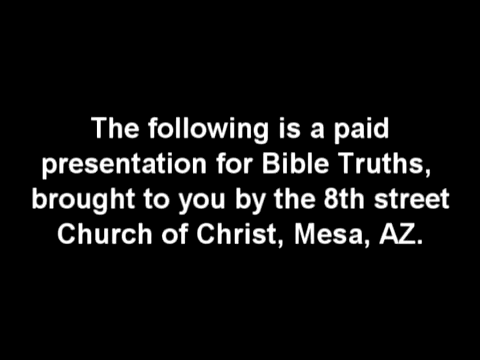 The following is a paid
presentation for Bible Truths,
brought to you by the 8th street
Church of Christ, Mesa, AZ.